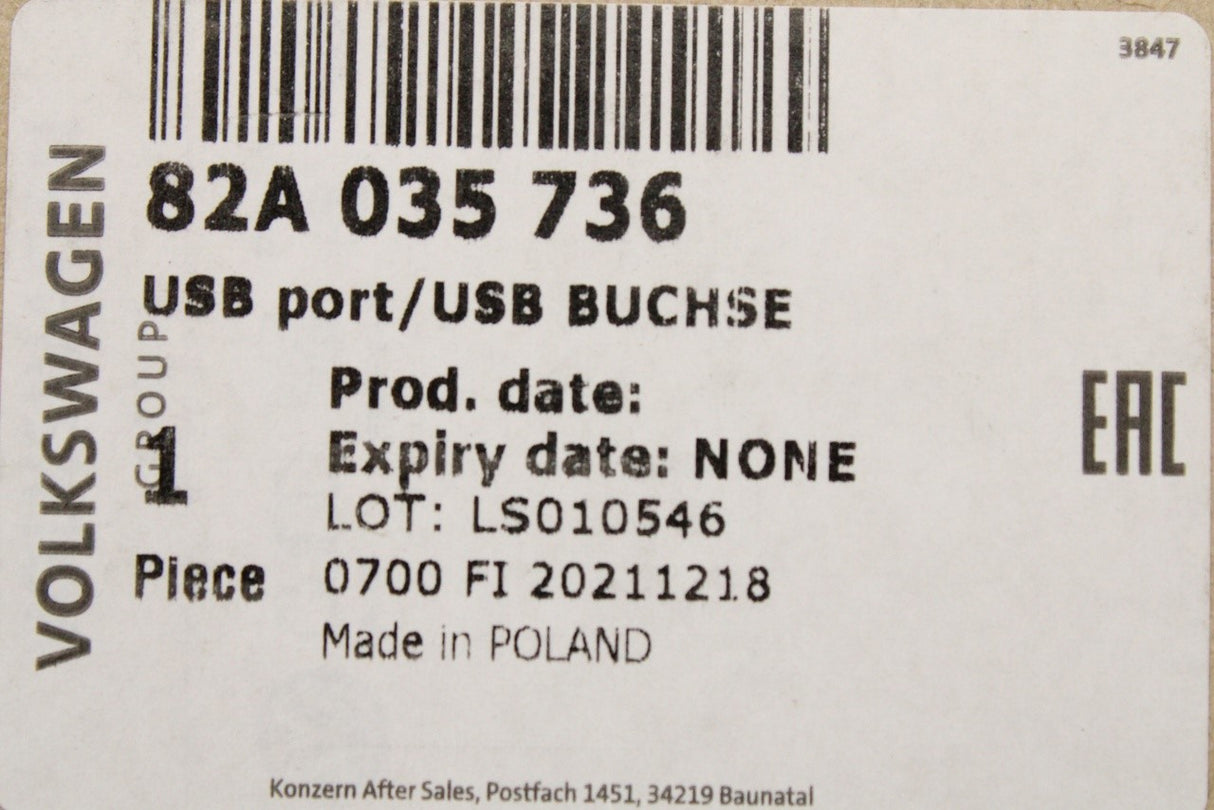 3847
82A 035 736
USB port/USB BUCHSE
VOLKSWAGEN
GROUP
Prod. date:
1
Expiry date: NONE
EAC
LOT: LS010546
Piece
0700 FI 20211218
Made in POLAND
Konzern After Sales, Postfach 1451, 34219 Baunatal